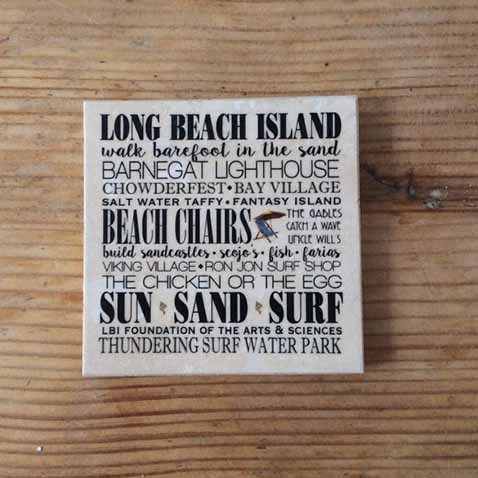 LONG BEACH ISLAND
walk barefoot in the sand
BARNEGAT LIGHTHOUSE
CHOWDERFEST • BAY VILLAGE
SALT WATER TAFFY • FANTASY ISLAND
BEACH CHAIRS
THE GABLES
CATCH A WAVE
UNCLE WILL'S
build sandcastles • scojo's • fish • farias
VIKING VILLAGE • RON JON SURF SHOP
THE CHICKEN OR THE EGG
SUN SAND SURF
LBI FOUNDATION OF THE ARTS & SCIENCES
THUNDERING SURF WATER PARK